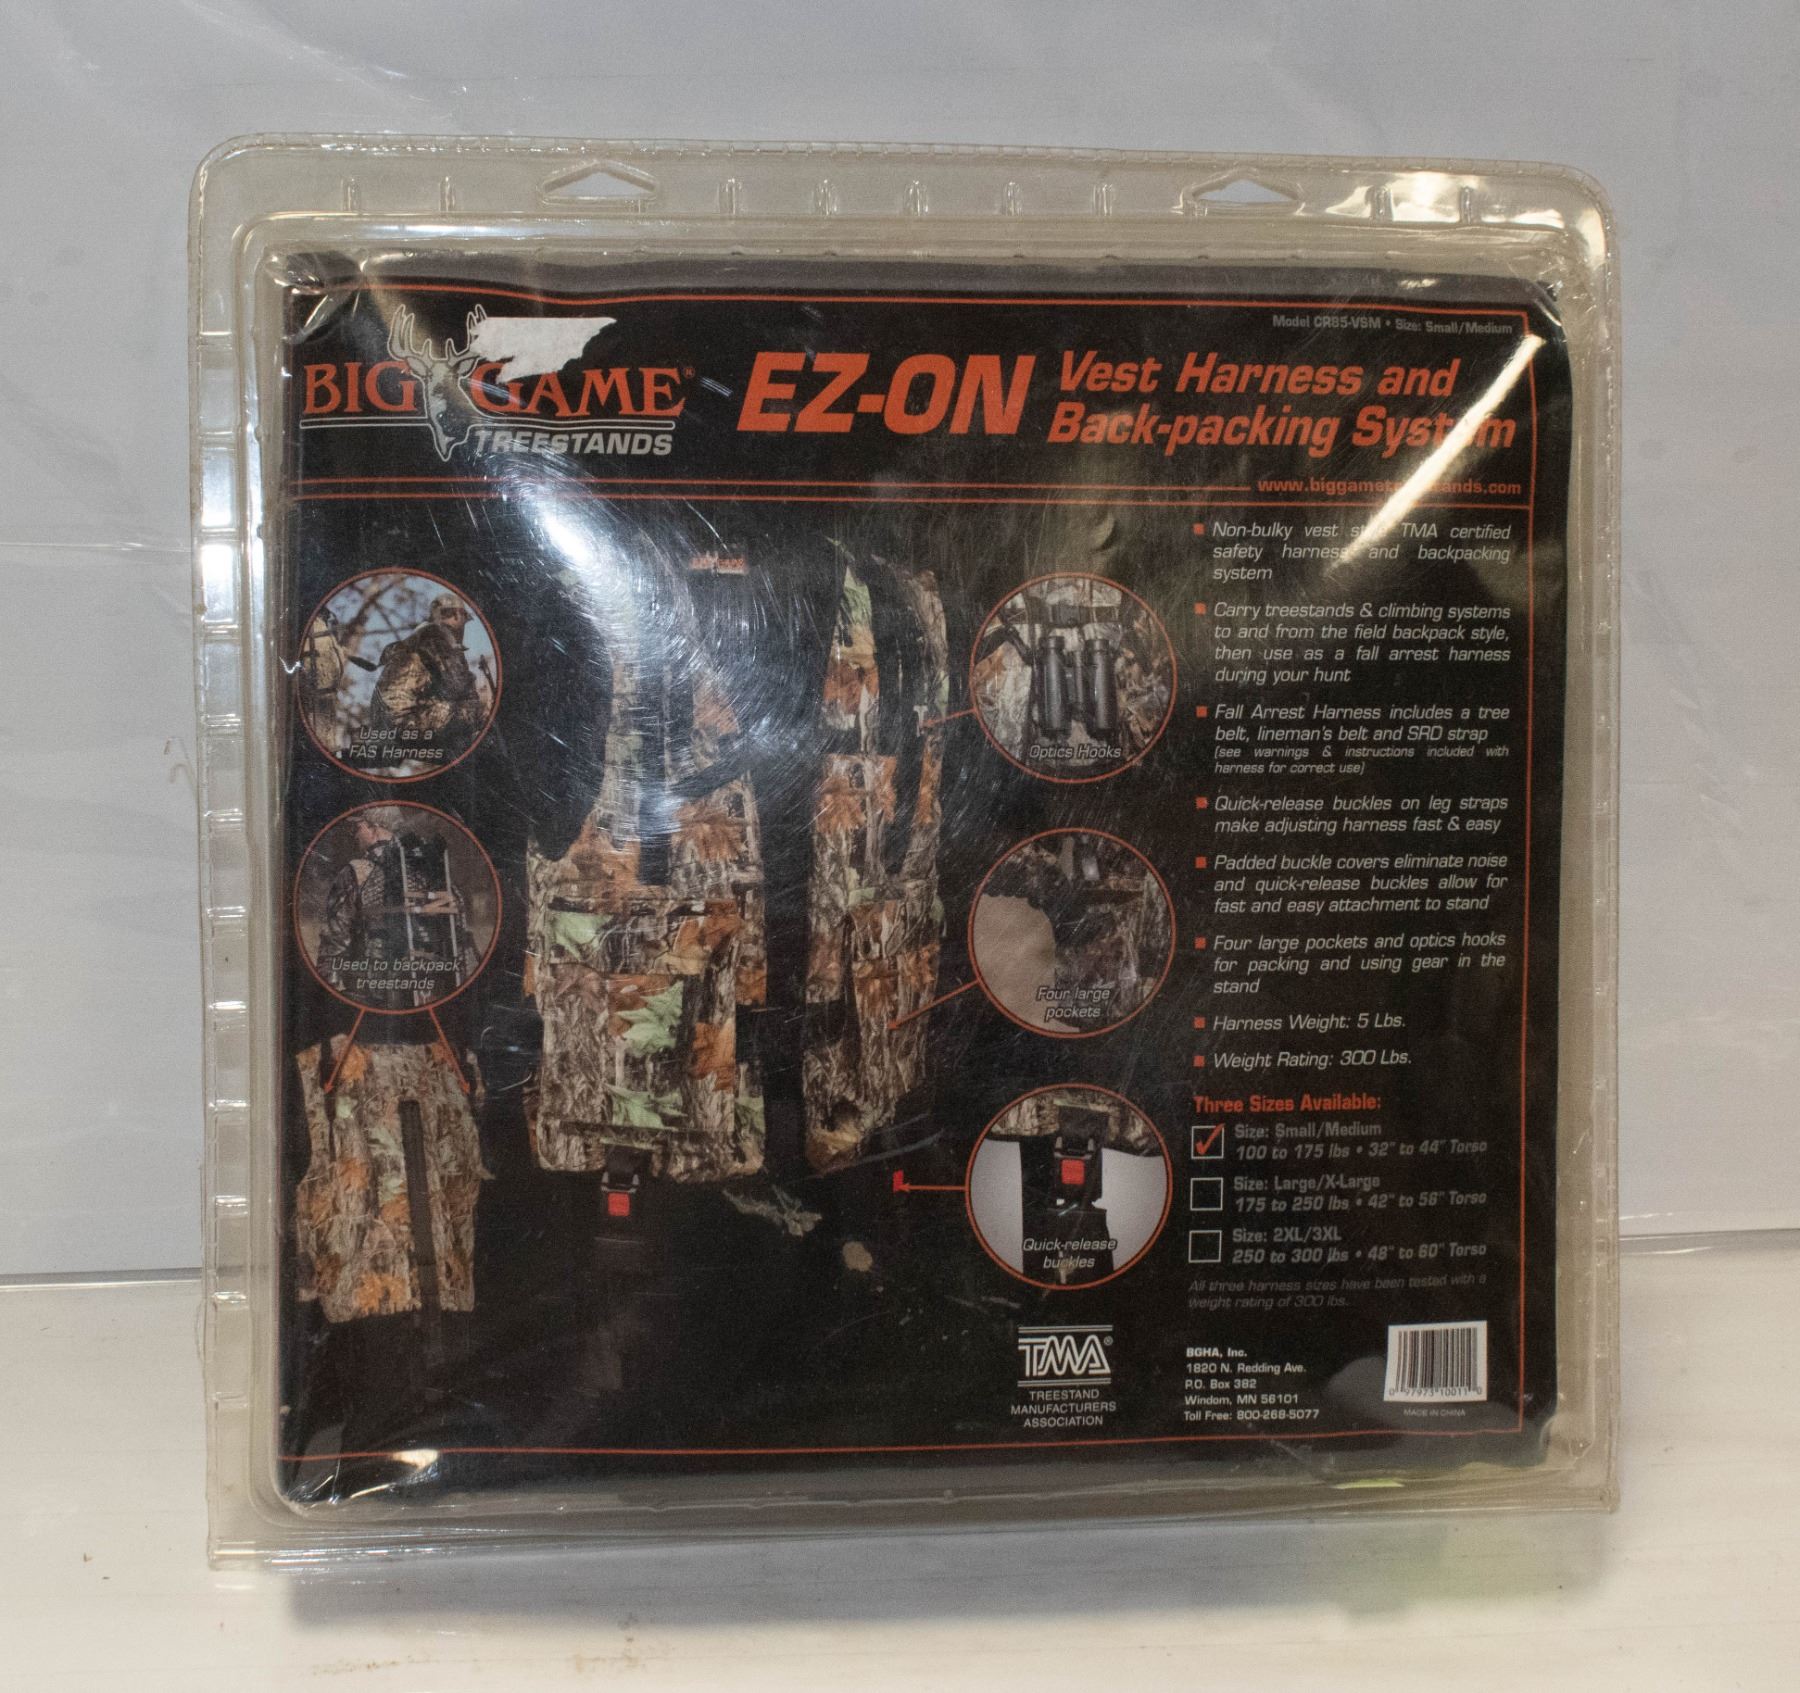 Model CR85-VSM • Size: Small/Medium
BIG GAME®
TREESTANDS
EZ-ON
Vest Harness and
Back-packing System
www.biggametreestands.com
Used as a
FAS Harness
Used to backpack
treestands
Optics Hooks
Four large
pockets
Quick-release
buckles
Non-bulky vest style TMA certified
safety harness and backpacking
system
Carry treestands & climbing systems
to and from the field backpack style,
then use as a fall arrest harness
during your hunt
Fall Arrest Harness includes a tree
belt, lineman's belt and SRD strap
(see warnings & instructions included with
harness for correct use)
Quick-release buckles on leg straps
make adjusting harness fast & easy
Padded buckle covers eliminate noise
and quick-release buckles allow for
fast and easy attachment to stand
Four large pockets and optics hooks
for packing and using gear in the
stand
Harness Weight: 5 Lbs.
Weight Rating: 300 Lbs.
Three Sizes Available:
Size: Small/Medium
100 to 175 lbs • 32" to 44" Torso
Size: Large/X-Large
175 to 250 lbs • 42" to 56" Torso
Size: 2XL/3XL
250 to 300 lbs • 48" to 60" Torso
All three harness sizes have been tested with a
weight rating of 300 lbs.
TMA®
TREESTAND
MANUFACTURERS
ASSOCIATION
BGHA, Inc.
1820 N. Redding Ave.
P.O. Box 382
Windom, MN 56101
Toll Free: 800-268-5077
0 97973 10011 0
MADE IN CHINA